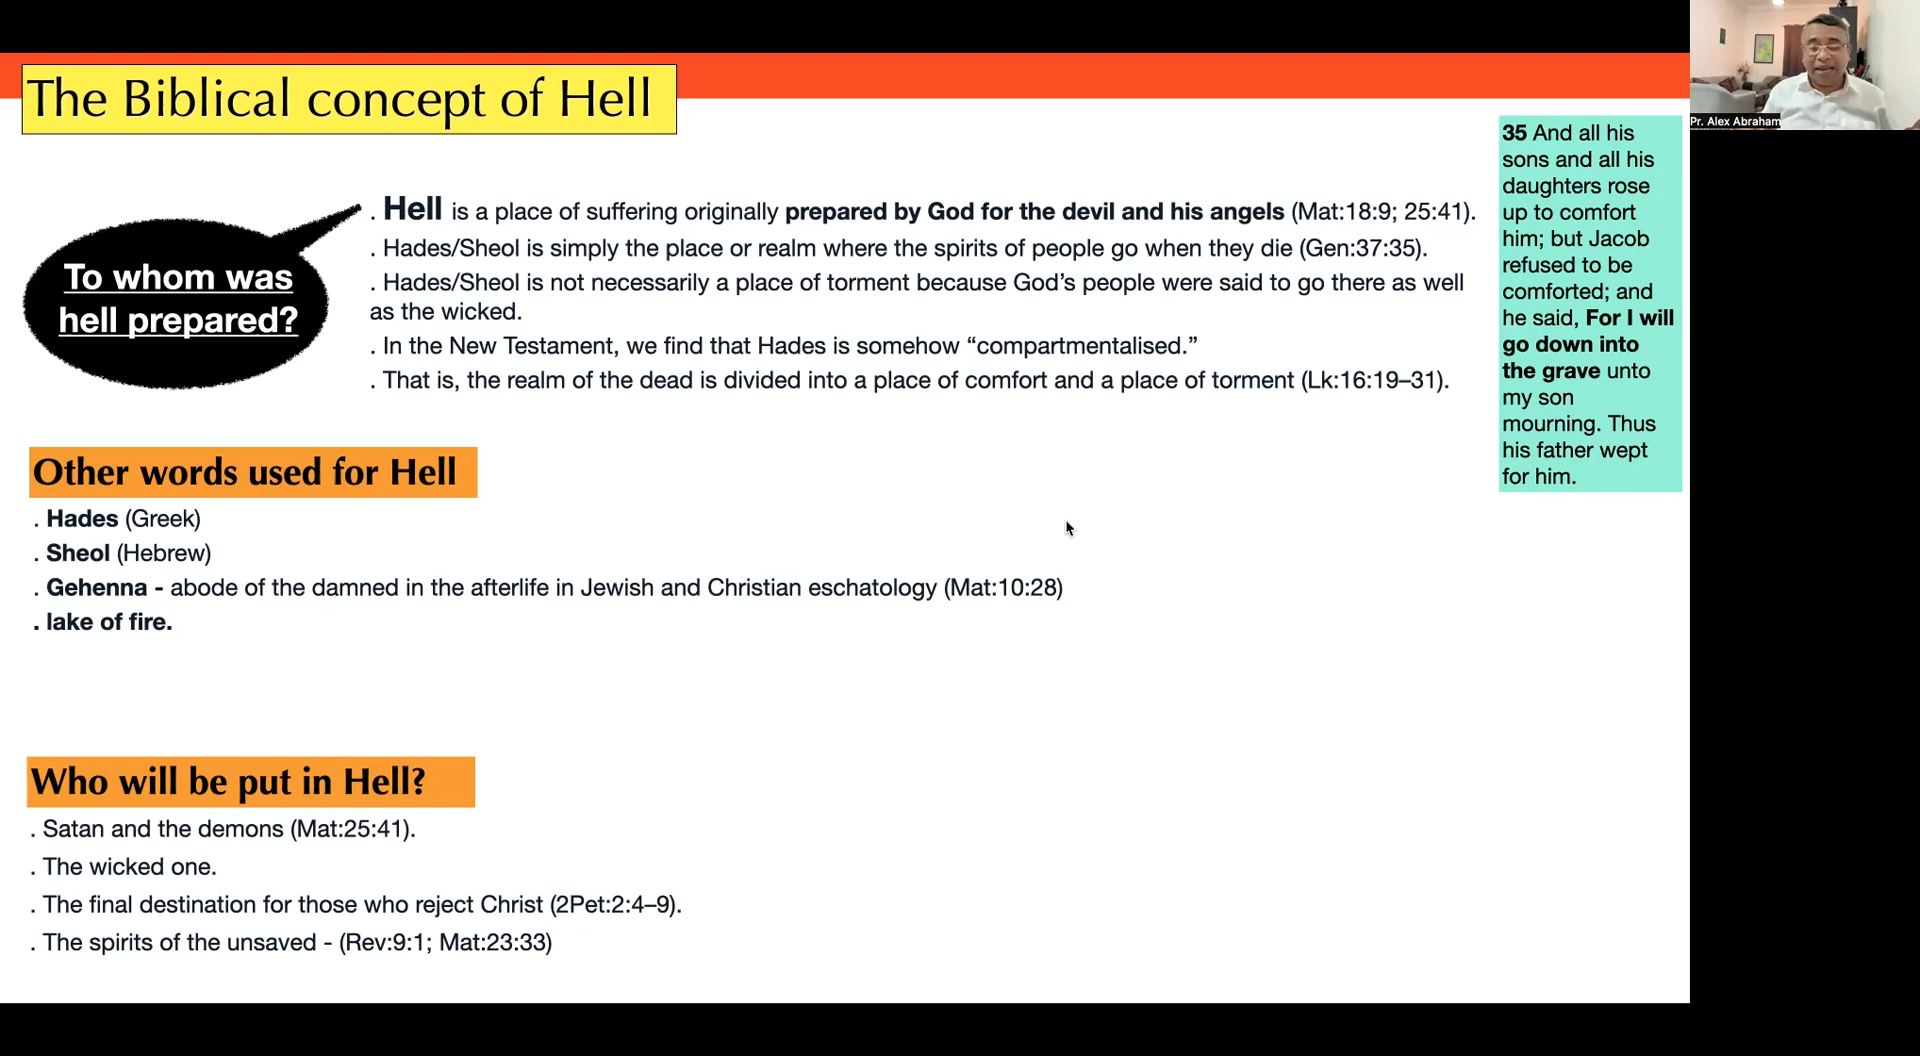 The Biblical concept of Hell
Pr. Alex Abraham
To whom was
hell prepared?
. Hell is a place of suffering originally prepared by God for the devil and his angels (Mat:18:9; 25:41).
. Hades/Sheol is simply the place or realm where the spirits of people go when they die (Gen:37:35).
. Hades/Sheol is not necessarily a place of torment because God’s people were said to go there as well
as the wicked.
. In the New Testament, we find that Hades is somehow “compartmentalised.”
. That is, the realm of the dead is divided into a place of comfort and a place of torment (Lk:16:19–31).
35 And all his
sons and all his
daughters rose
up to comfort
him; but Jacob
refused to be
comforted; and
he said, For I will
go down into
the grave unto
my son
mourning. Thus
his father wept
for him.
Other words used for Hell
. Hades (Greek)
. Sheol (Hebrew)
. Gehenna - abode of the damned in the afterlife in Jewish and Christian eschatology (Mat:10:28)
. lake of fire.
Who will be put in Hell?
. Satan and the demons (Mat:25:41).
. The wicked one.
. The final destination for those who reject Christ (2Pet:2:4–9).
. The spirits of the unsaved - (Rev:9:1; Mat:23:33)